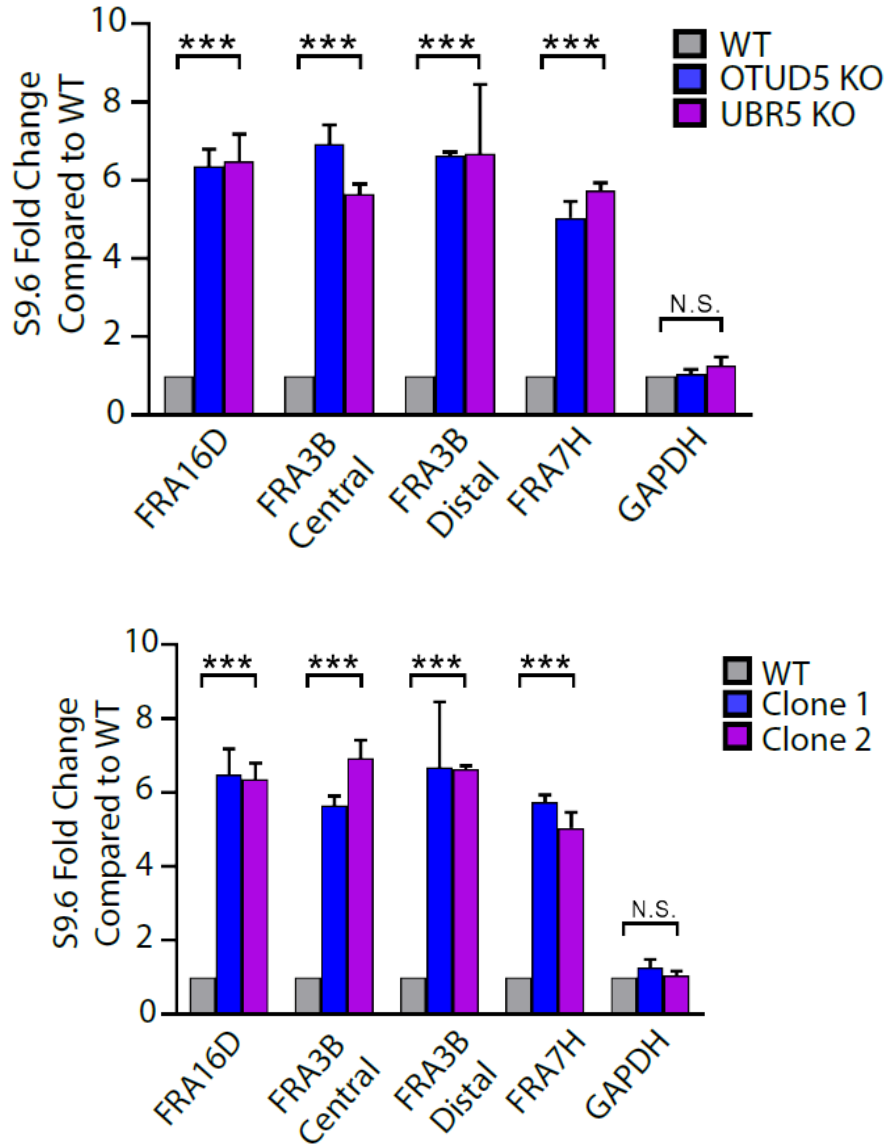 S9.6 Fold Change
Compared to WT
10
8
6
4
2
0
*** *** *** ***
N.S.
WT
OTUD5 KO
UBR5 KO
FRA16D
FRA3B
Central
FRA3B
Distal
FRA7H
GAPDH
S9.6 Fold Change
Compared to WT
10
8
6
4
2
0
*** *** *** ***
N.S.
WT
Clone 1
Clone 2
FRA16D
FRA3B
Central
FRA3B
Distal
FRA7H
GAPDH